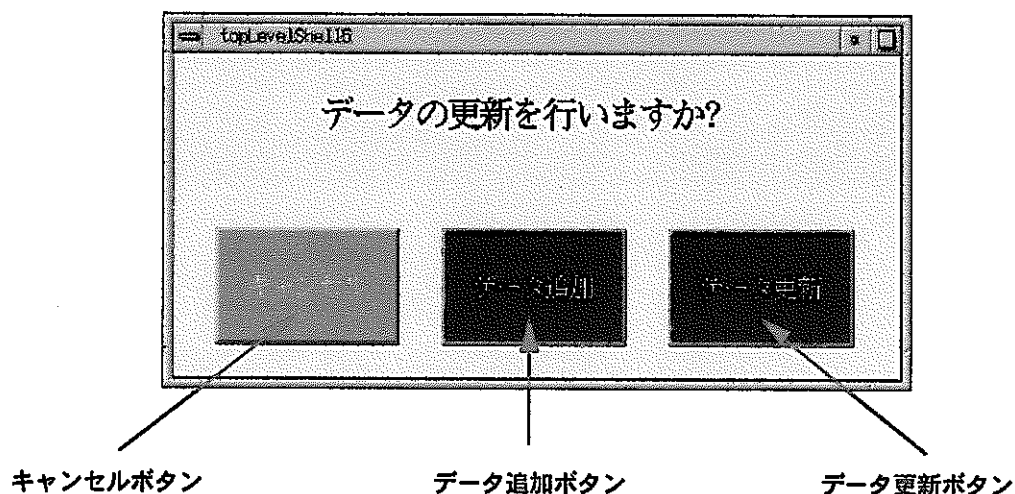 topLevelShell6
データの更新を行いますか?
データ追加
データ更新
キャンセルボタン
データ追加ボタン
データ更新ボタン